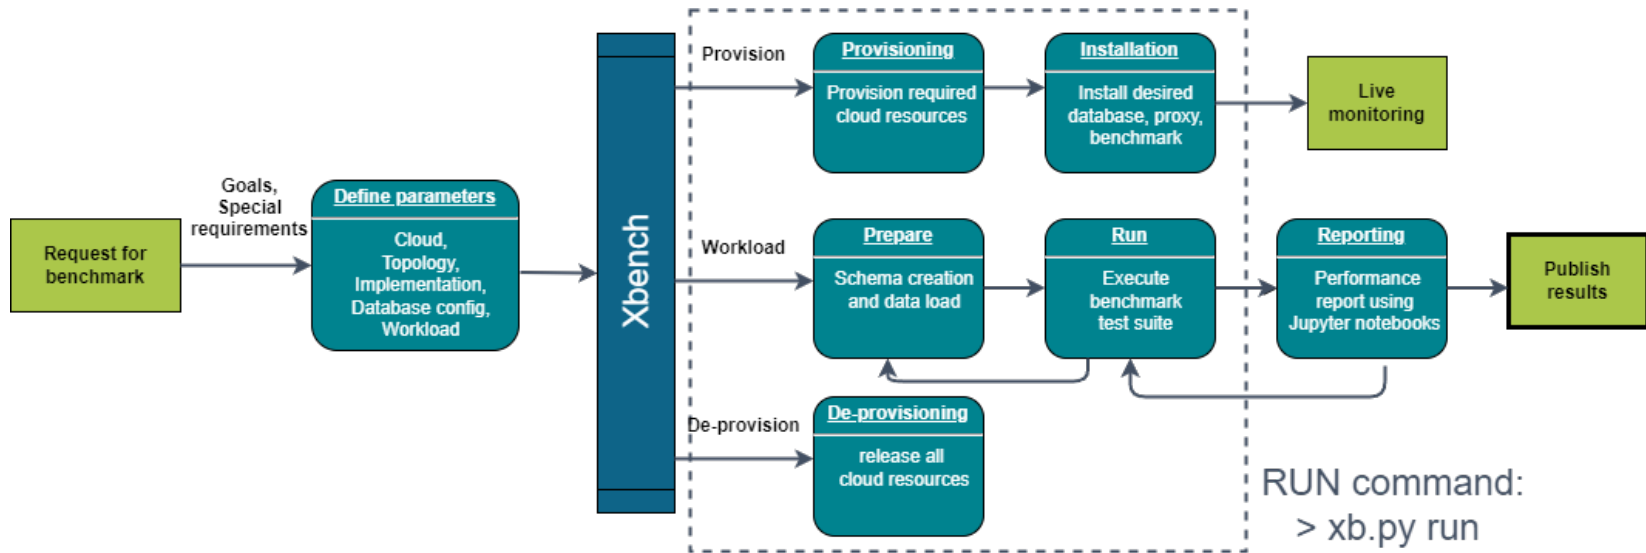 Request for
benchmark
Goals,
Special
requirements
Define parameters
Cloud,
Topology,
Implementation,
Database config,
Workload
Xbench
Provision
Provisioning
Provision required
cloud resources
Installation
Install desired
database, proxy,
benchmark
Live
monitoring
Workload
Prepare
Schema creation
and data load
Run
Execute
benchmark
test suite
Reporting
Performance
report using
Jupyter notebooks
Publish
results
De-provision
De-provisioning
release all
cloud resources
RUN command:
> xb.py run